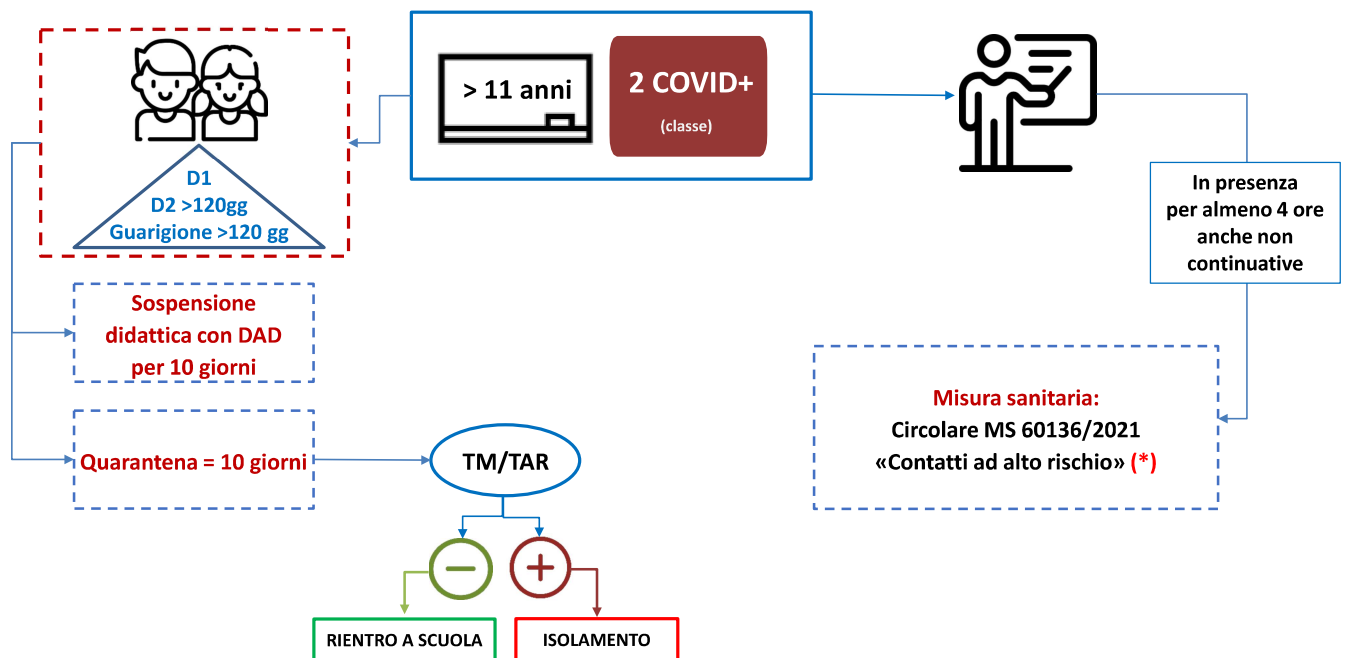 > 11 anni
2 COVID+
(classe)
D1
D2 >120gg
Guarigione >120 gg
In presenza
per almeno 4 ore
anche non
continuative
Sospensione
didattica con DAD
per 10 giorni
Misura sanitaria:
Circolare MS 60136/2021
«Contatti ad alto rischio» (*)
Quarantena = 10 giorni
TM/TAR
RIENTRO A SCUOLA
ISOLAMENTO